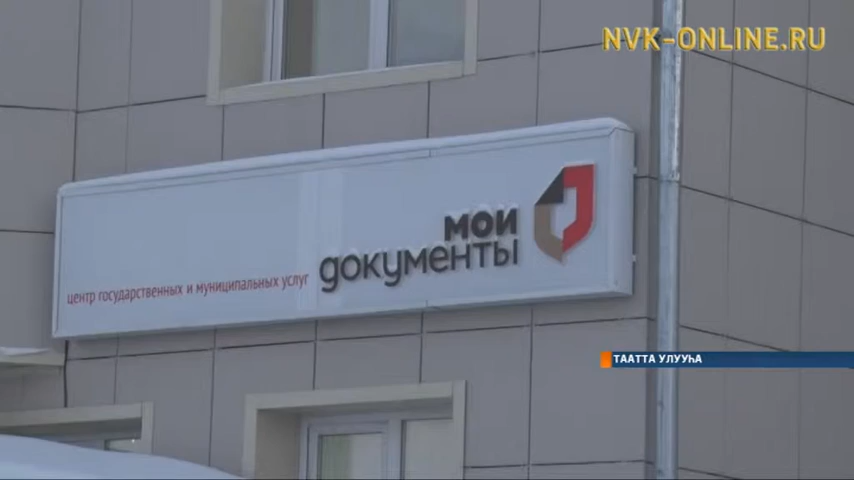 NVK-ONLINE.RU
мои
документы
центр государственных и муниципальных услуг
ТААТТА УЛУУҺА